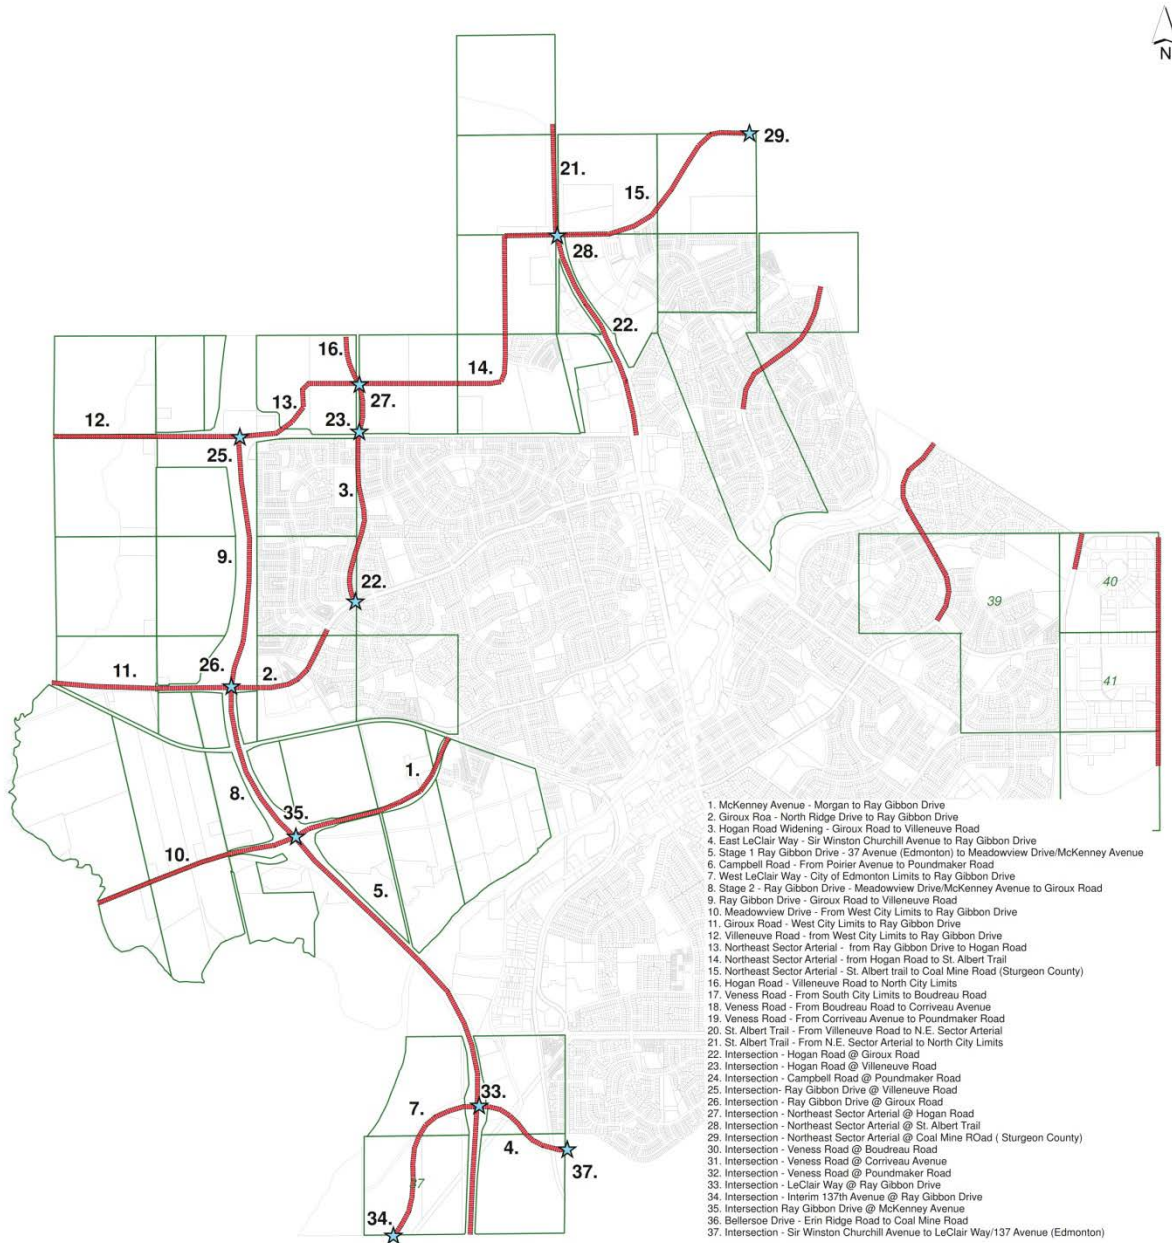 N
29.
21.
15.
28.
22.
16.
14.
13.
27.
12.
23.
25.
3.
9.
22.
40
39
26.
11.
2.
41
1.
8.
35.
10.
5.
33.
7.
4.
37.
37
34.
1. McKenney Avenue - Morgan to Ray Gibbon Drive
2. Giroux Roa - North Ridge Drive to Ray Gibbon Drive
3. Hogan Road Widening - Giroux Road to Villeneuve Road
4. East LeClair Way - Sir Winston Churchill Avenue to Ray Gibbon Drive
5. Stage 1 Ray Gibbon Drive - 37 Avenue (Edmonton) to Meadowview Drive/McKenney Avenue
6. Campbell Road - From Poirier Avenue to Poundmaker Road
7. West LeClair Way - City of Edmonton Limits to Ray Gibbon Drive
8. Stage 2 - Ray Gibbon Drive - Meadowview Drive/McKenney Avenue to Giroux Road
9. Ray Gibbon Drive - Giroux Road to Villeneuve Road
10. Meadowview Drive - From West City Limits to Ray Gibbon Drive
11. Giroux Road - West City Limits to Ray Gibbon Drive
12. Villeneuve Road - from West City Limits to Ray Gibbon Drive
13. Northeast Sector Arterial - from Ray Gibbon Drive to Hogan Road
14. Northeast Sector Arterial - from Hogan Road to St. Albert Trail
15. Northeast Sector Arterial - St. Albert trail to Coal Mine Road (Sturgeon County)
16. Hogan Road - Villeneuve Road to North City Limits
17. Veness Road - From South City Limits to Boudreau Road
18. Veness Road - From Boudreau Road to Corriveau Avenue
19. Veness Road - From Corriveau Avenue to Poundmaker Road
20. St. Albert Trail - From Villeneuve Road to N.E. Sector Arterial
21. St. Albert Trail - From N.E. Sector Arterial to North City Limits
22. Intersection - Hogan Road @ Giroux Road
23. Intersection - Hogan Road @ Villeneuve Road
24. Intersection - Campbell Road @ Poundmaker Road
25. Intersection- Ray Gibbon Drive @ Villeneuve Road
26. Intersection - Ray Gibbon Drive @ Giroux Road
27. Intersection - Northeast Sector Arterial @ Hogan Road
28. Intersection - Northeast Sector Arterial @ St. Albert Trail
29. Intersection - Northeast Sector Arterial @ Coal Mine ROad ( Sturgeon County)
30. Intersection - Veness Road @ Boudreau Road
31. Intersection - Veness Road @ Corriveau Avenue
32. Intersection - Veness Road @ Poundmaker Road
33. Intersection - LeClair Way @ Ray Gibbon Drive
34. Intersection - Interim 137th Avenue @ Ray Gibbon Drive
35. Intersection Ray Gibbon Drive @ McKenney Avenue
36. Bellersoe Drive - Erin Ridge Road to Coal Mine Road
37. Intersection - Sir Winston Churchill Avenue to LeClair Way/137 Avenue (Edmonton)